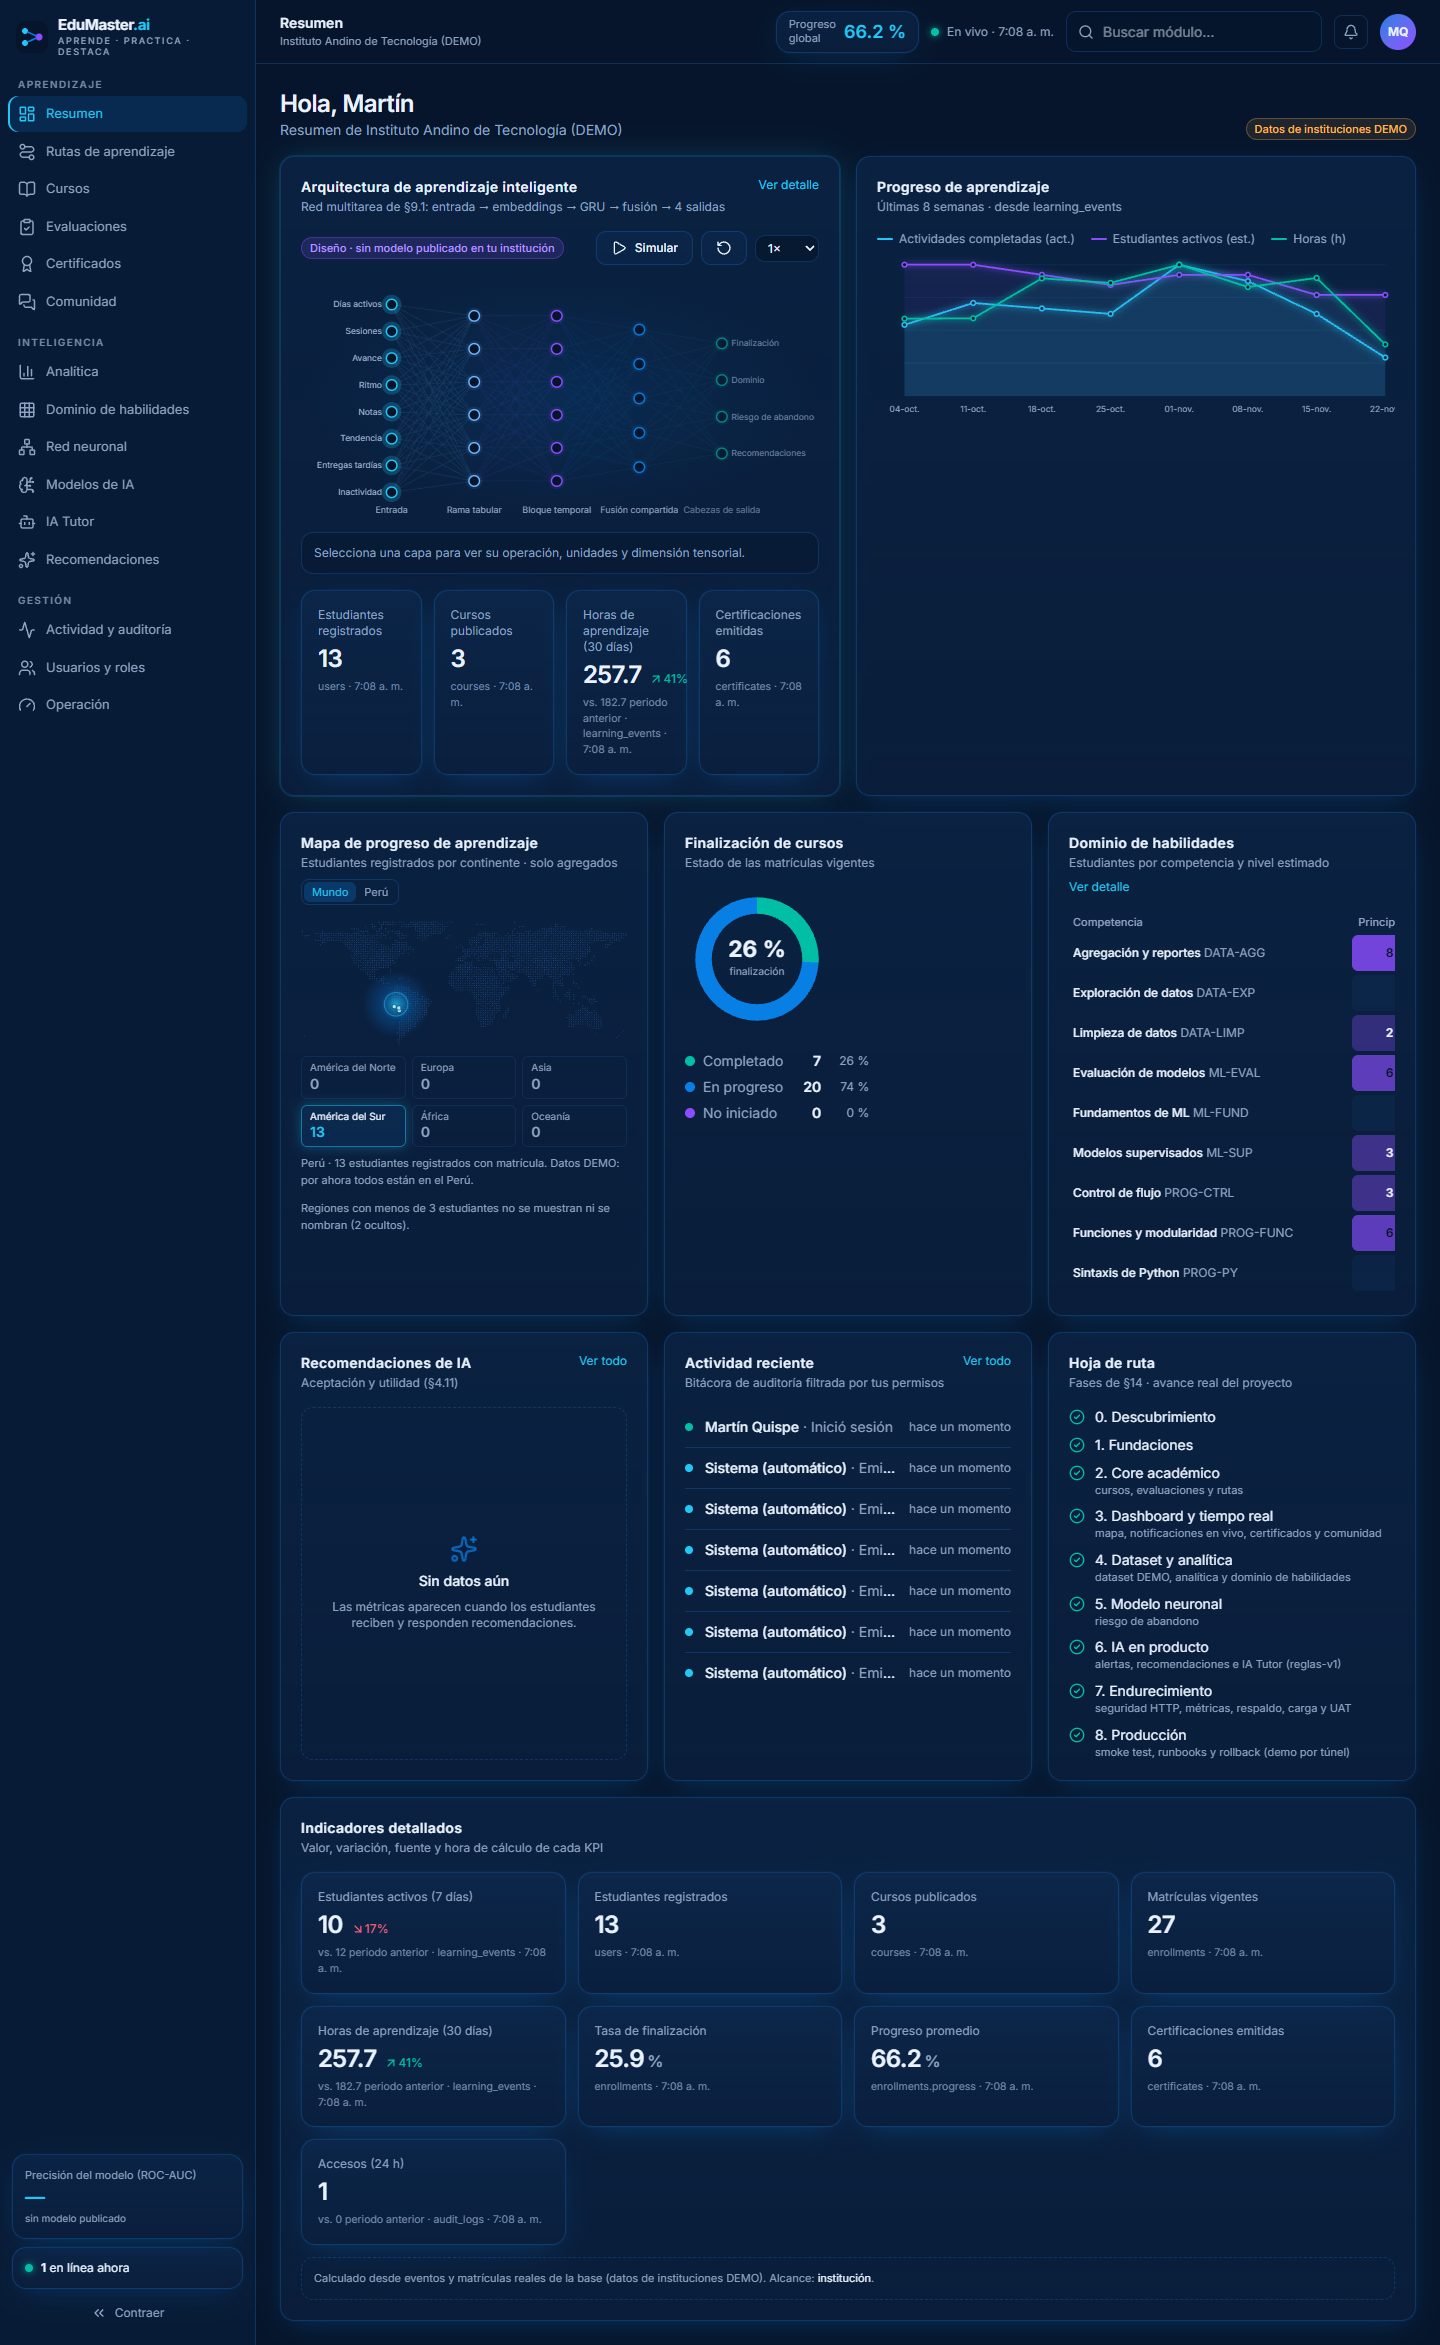 EduMaster.ai
APRENDE · PRACTICA · DESTACA
APRENDIZAJE
Resumen
Rutas de aprendizaje
Cursos
Evaluaciones
Certificados
Comunidad
INTELIGENCIA
Analítica
Dominio de habilidades
Red neuronal
Modelos de IA
IA Tutor
Recomendaciones
GESTIÓN
Actividad y auditoría
Usuarios y roles
Operación
Precisión del modelo (ROC-AUC)
—
sin modelo publicado
1 en línea ahora
Contraer
Resumen
Instituto Andino de Tecnología (DEMO)
Progreso global
66.2 %
En vivo · 7:08 a. m.
Buscar módulo...
MQ
Hola, Martín
Resumen de Instituto Andino de Tecnología (DEMO)
Datos de instituciones DEMO
Arquitectura de aprendizaje inteligente
Ver detalle
Red multitarea de §9.1: entrada → embeddings → GRU → fusión → 4 salidas
Diseño · sin modelo publicado en tu institución
Simular
1×
Días activos
Sesiones
Avance
Ritmo
Notas
Tendencia
Entregas tardías
Inactividad
Finalización
Dominio
Riesgo de abandono
Recomendaciones
Entrada
Rama tabular
Bloque temporal
Fusión compartida
Cabezas de salida
Selecciona una capa para ver su operación, unidades y dimensión tensorial.
Estudiantes registrados
13
users · 7:08 a. m.
Cursos publicados
3
courses · 7:08 a. m.
Horas de aprendizaje (30 días)
257.7 41%
vs. 182.7 periodo anterior · learning_events · 7:08 a. m.
Certificaciones emitidas
6
certificates · 7:08 a. m.
Progreso de aprendizaje
Últimas 8 semanas · desde learning_events
Actividades completadas (act.)
Estudiantes activos (est.)
Horas (h)
04-oct.
11-oct.
18-oct.
25-oct.
01-nov.
08-nov.
15-nov.
22-nov
Mapa de progreso de aprendizaje
Estudiantes registrados por continente · solo agregados
Mundo
Perú
América del Norte
0
Europa
0
Asia
0
América del Sur
13
África
0
Oceanía
0
Perú · 13 estudiantes registrados con matrícula. Datos DEMO:
por ahora todos están en el Perú.
Regiones con menos de 3 estudiantes no se muestran ni se
nombran (2 ocultos).
Finalización de cursos
Estado de las matrículas vigentes
26 %
finalización
Completado 7 26 %
En progreso 20 74 %
No iniciado 0 0 %
Dominio de habilidades
Estudiantes por competencia y nivel estimado
Ver detalle
Competencia
Princip
Agregación y reportes DATA-AGG 8
Exploración de datos DATA-EXP
Limpieza de datos DATA-LIMP 2
Evaluación de modelos ML-EVAL 6
Fundamentos de ML ML-FUND
Modelos supervisados ML-SUP 3
Control de flujo PROG-CTRL 3
Funciones y modularidad PROG-FUNC 6
Sintaxis de Python PROG-PY
Recomendaciones de IA
Ver todo
Aceptación y utilidad (§4.11)
Sin datos aún
Las métricas aparecen cuando los estudiantes
reciben y responden recomendaciones.
Actividad reciente
Ver todo
Bitácora de auditoría filtrada por tus permisos
Martín Quispe · Inició sesión hace un momento
Sistema (automático) · Emi... hace un momento
Sistema (automático) · Emi... hace un momento
Sistema (automático) · Emi... hace un momento
Sistema (automático) · Emi... hace un momento
Sistema (automático) · Emi... hace un momento
Sistema (automático) · Emi... hace un momento
Hoja de ruta
Fases de §14 · avance real del proyecto
0. Descubrimiento
1. Fundaciones
2. Core académico
cursos, evaluaciones y rutas
3. Dashboard y tiempo real
mapa, notificaciones en vivo, certificados y comunidad
4. Dataset y analítica
dataset DEMO, analítica y dominio de habilidades
5. Modelo neuronal
riesgo de abandono
6. IA en producto
alertas, recomendaciones e IA Tutor (reglas-v1)
7. Endurecimiento
seguridad HTTP, métricas, respaldo, carga y UAT
8. Producción
smoke test, runbooks y rollback (demo por túnel)
Indicadores detallados
Valor, variación, fuente y hora de cálculo de cada KPI
Estudiantes activos (7 días)
10 17%
vs. 12 periodo anterior · learning_events · 7:08
a. m.
Estudiantes registrados
13
users · 7:08 a. m.
Cursos publicados
3
courses · 7:08 a. m.
Matrículas vigentes
27
enrollments · 7:08 a. m.
Horas de aprendizaje (30 días)
257.7 41%
vs. 182.7 periodo anterior · learning_events ·
7:08 a. m.
Tasa de finalización
25.9 %
enrollments · 7:08 a. m.
Progreso promedio
66.2 %
enrollments.progress · 7:08 a. m.
Certificaciones emitidas
6
certificates · 7:08 a. m.
Accesos (24 h)
1
vs. 0 periodo anterior · audit_logs · 7:08 a. m.
Calculado desde eventos y matrículas reales de la base (datos de instituciones DEMO). Alcance: institución.